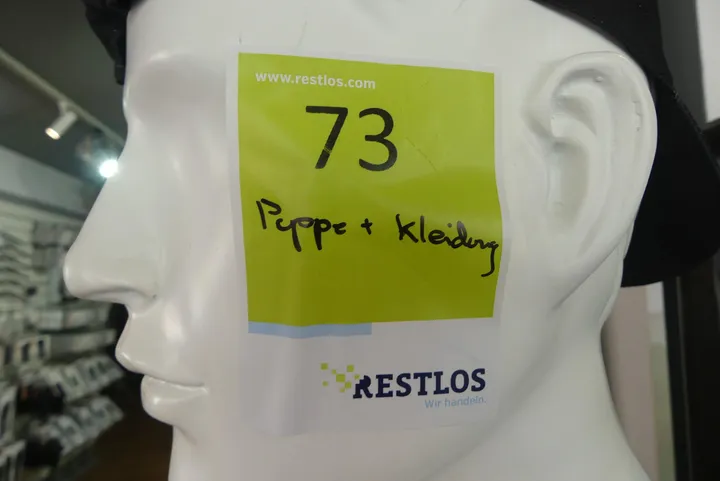 www.restlos.com
73
Puppe + Kleidung
RESTLOS
Wir handeln.